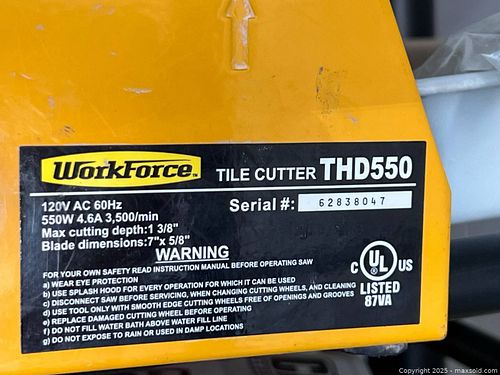 WORKFORCE™ TILE CUTTER THD550
120V AC 60Hz
550W 4.6A 3,500/min
Max cutting depth:1 3/8"
Blade dimensions:7"x 5/8"
Serial #: 62838047
WARNING
FOR YOUR OWN SAFETY READ INSTRUCTION MANUAL BEFORE OPERATING SAW
a) WEAR EYE PROTECTION
b) USE SPLASH HOOD FOR EVERY OPERATION FOR WHICH IT CAN BE USED
c) DISCONNECT SAW BEFORE SERVICING, WHEN CHANGING CUTTING WHEELS, AND CLEANING
d) USE TOOL ONLY WITH SMOOTH EDGE CUTTING WHEELS FREE OF OPENINGS AND GROOVES
e) REPLACE DAMAGED CUTTING WHEEL BEFORE OPERATING
f) DO NOT FILL WATER BATH ABOVE WATER FILL LINE
g) DO NOT EXPOSE TO RAIN OR USED IN DAMP LOCATIONS
C UL US
LISTED
87VA
Copyright 2025 - maxsold.com